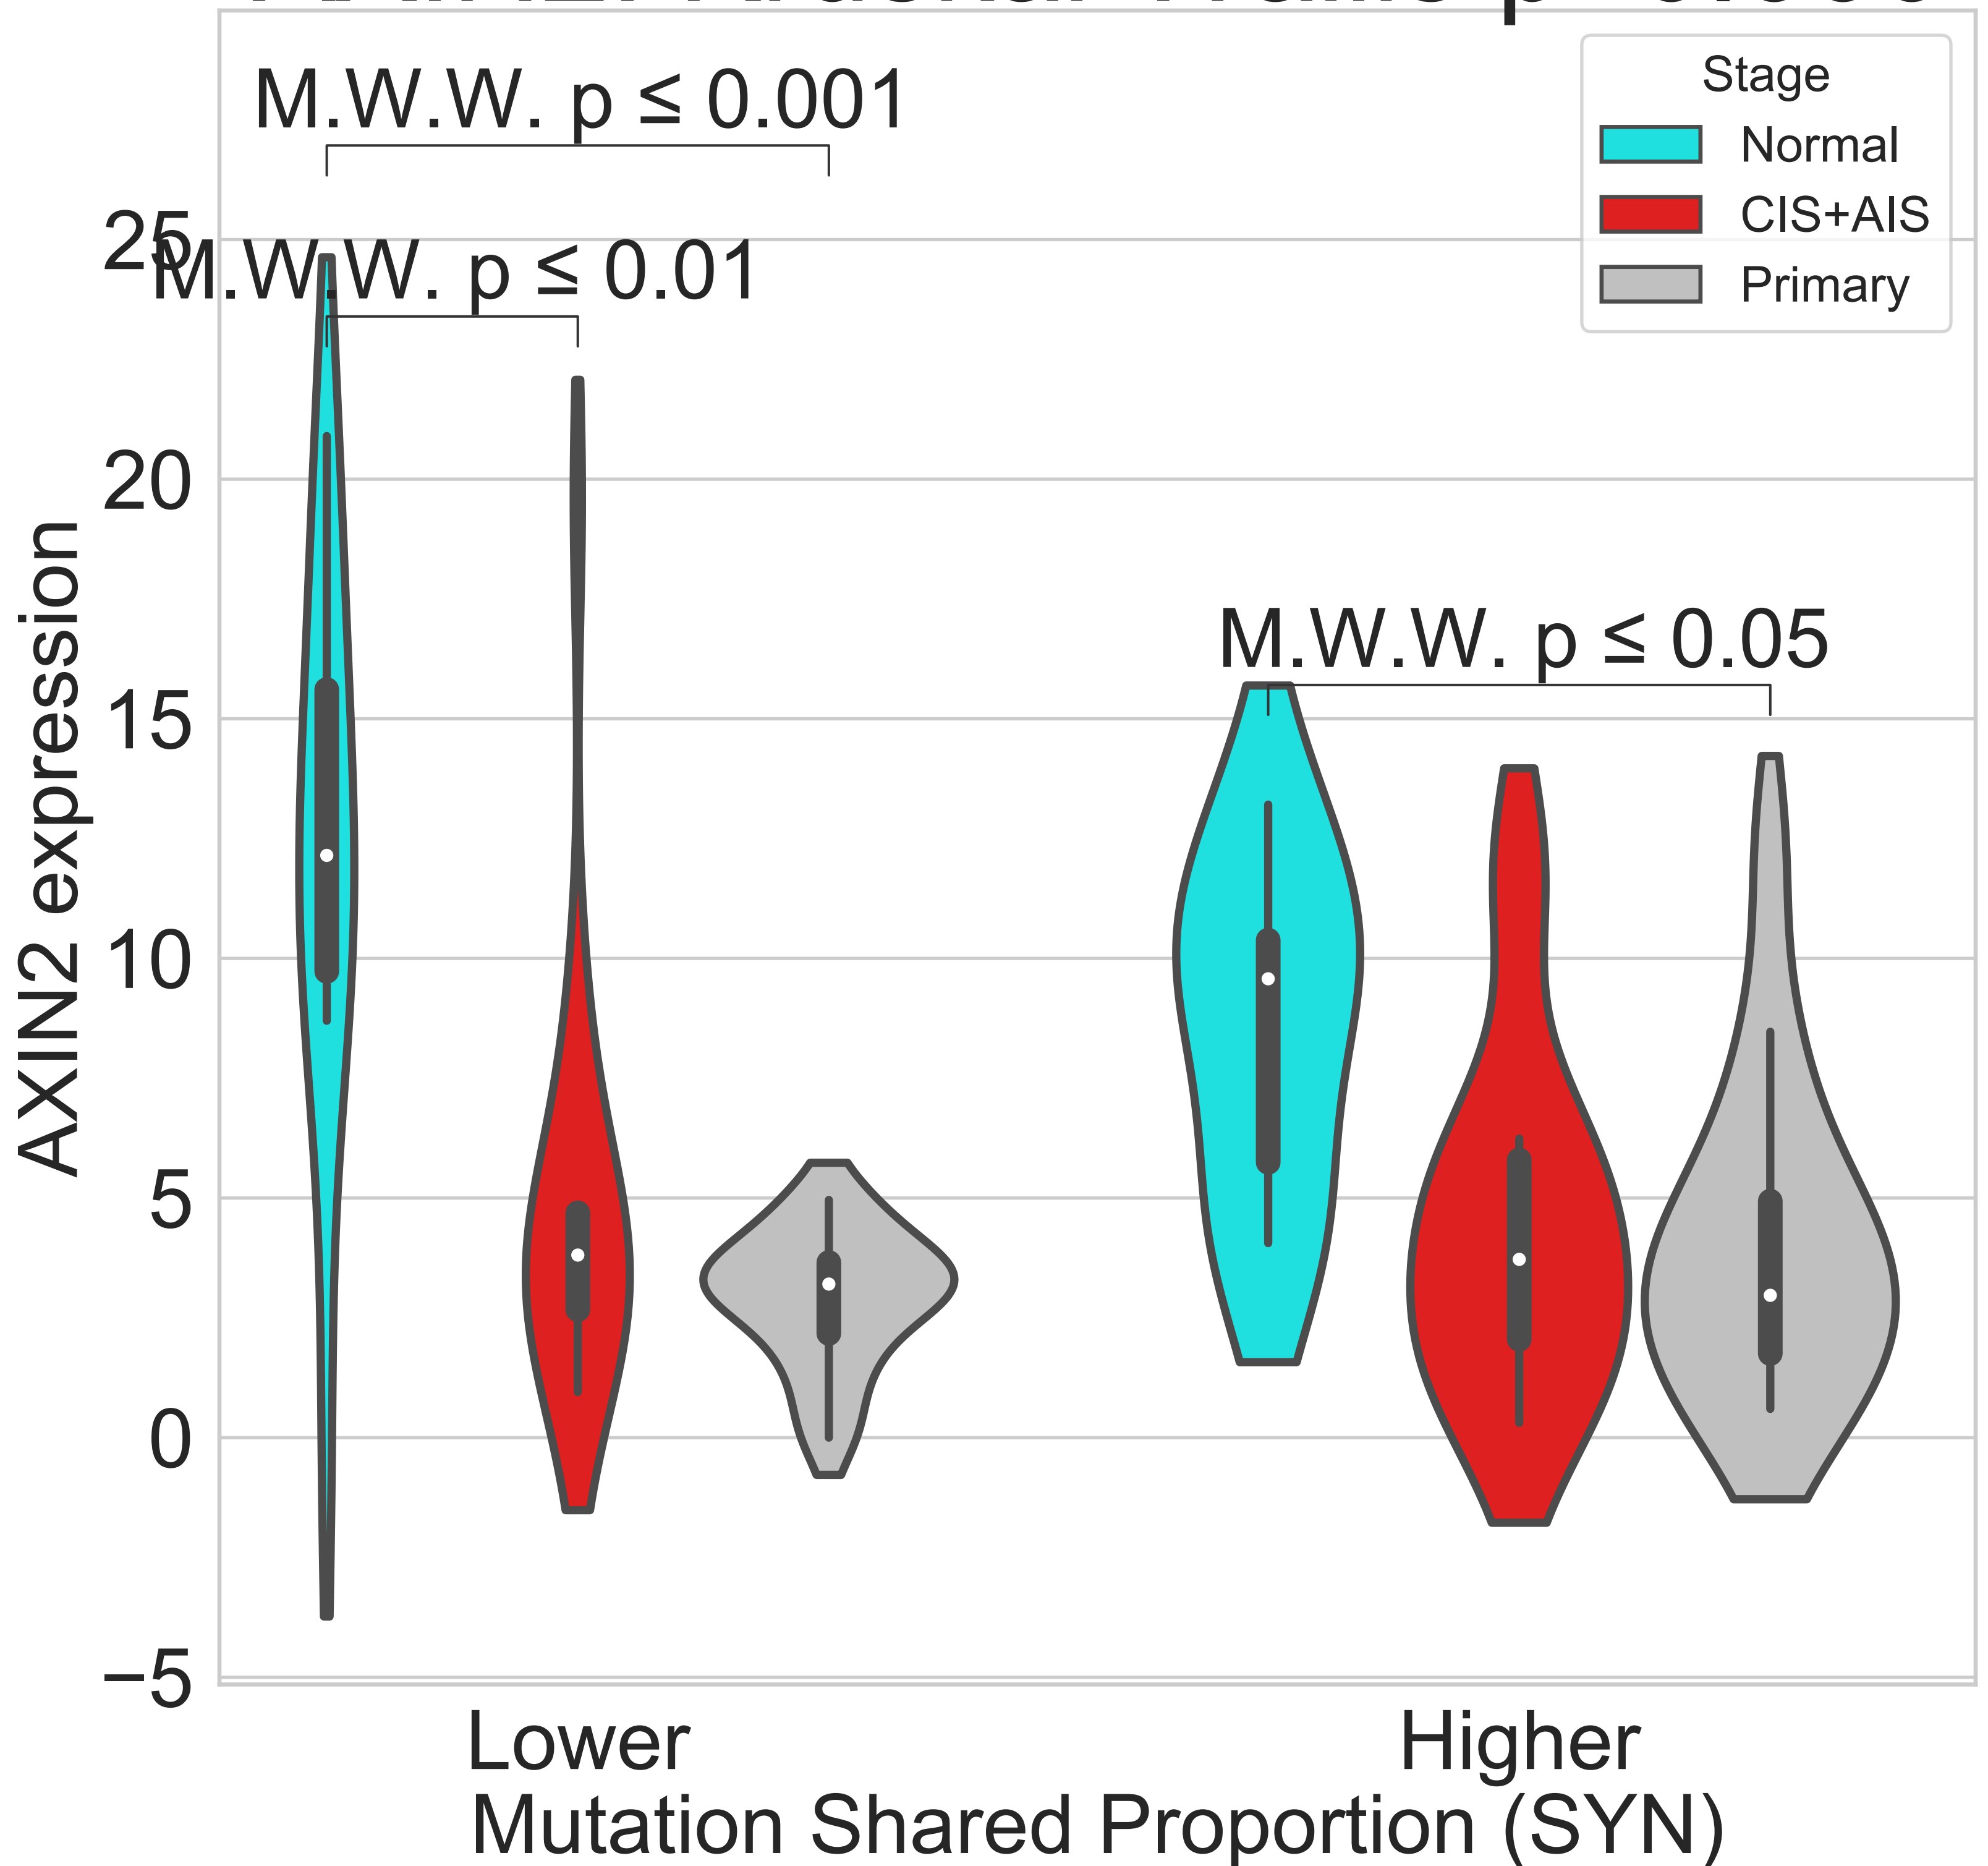 M.W.W. p ≤ 0.001
Stage
Normal
CIS+AIS
Primary
M.W.W. p ≤ 0.01
M.W.W. p ≤ 0.05
25
20
15
10
5
0
−5
AXIN2 expression
Lower
Higher
Mutation Shared Proportion (SYN)